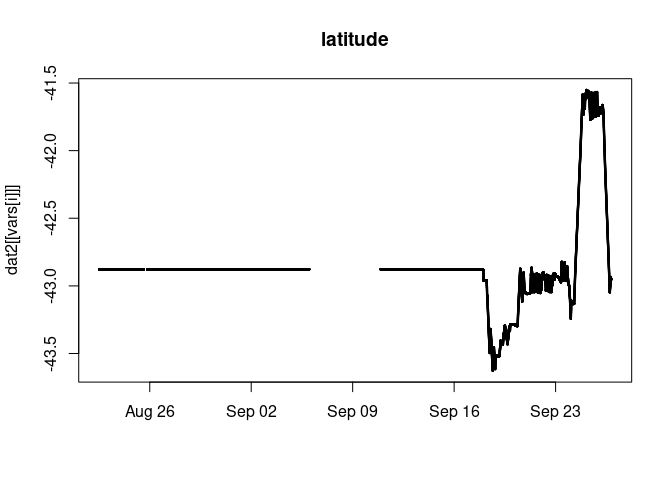 latitude
dat2[[vars[i]]]
-41.5
-42.0
-42.5
-43.0
-43.5
Aug 26
Sep 02
Sep 09
Sep 16
Sep 23